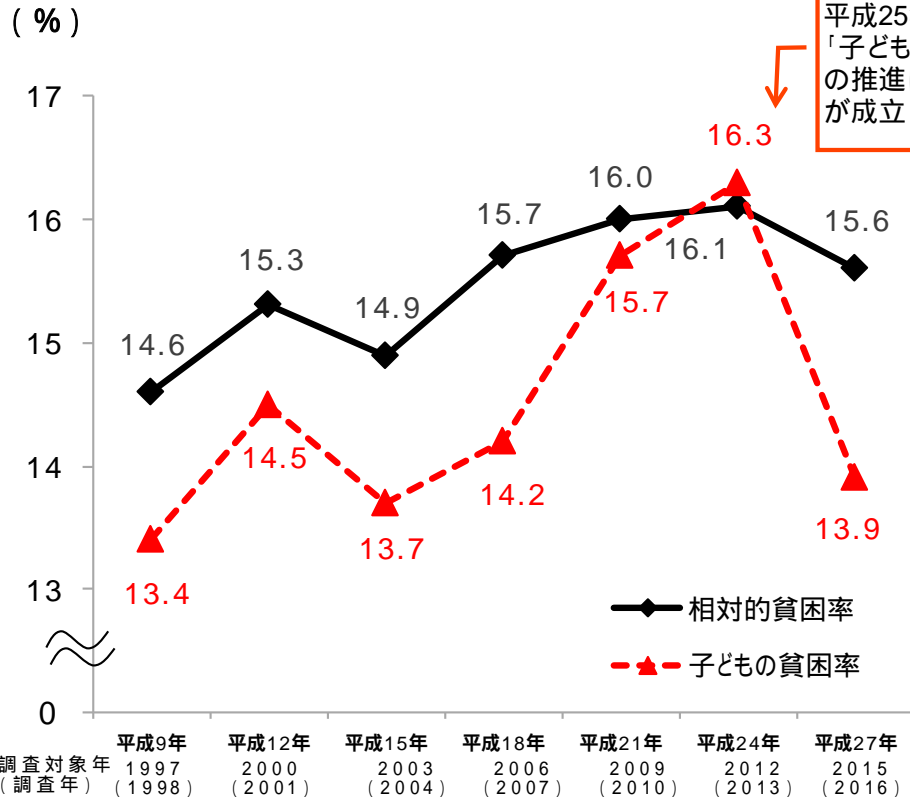 (%)
平成25
「子ども
の推進
が成立
17
16
15
14
13
0
14.6
15.3
14.9
15.7
16.0
16.1
15.6
13.4
14.5
13.7
14.2
15.7
16.3
13.9
相対的貧困率
子どもの貧困率
平成9年 平成12年 平成15年 平成18年 平成21年 平成24年 平成27年
調査対象年 1997 2000 2003 2006 2009 2012 2015
(調査年) (1998) (2001) (2004) (2007) (2010) (2013) (2016)